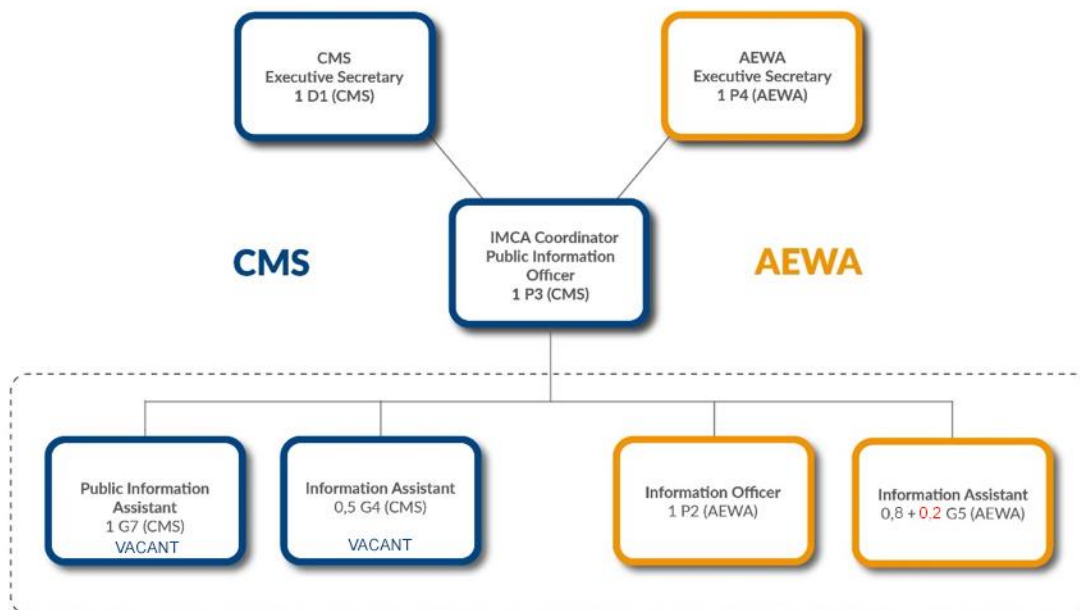 CMS
Executive Secretary
1 D1 (CMS)
AEWA
Executive Secretary
1 P4 (AEWA)
IMCA Coordinator
Public Information
Officer
1 P3 (CMS)
CMS
AEWA
Public Information
Assistant
1 G7 (CMS)
VACANT
Information Assistant
0,5 G4 (CMS)
VACANT
Information Officer
1 P2 (AEWA)
Information Assistant
0,8 + 0,2 G5 (AEWA)